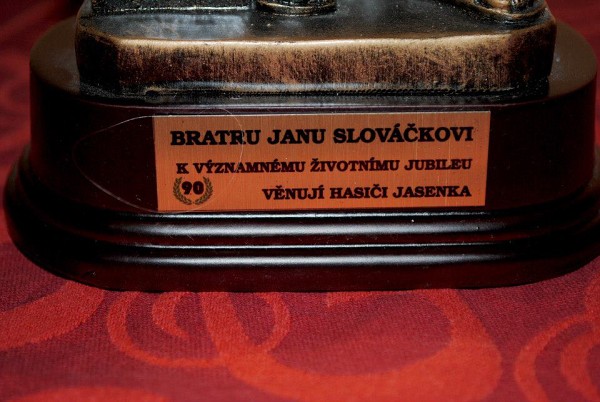 BRATRU JANU SLOVÁČKOVI
K VÝZNAMNÉMU ŽIVOTNÍMU JUBILEU
90 VĚNUJÍ HASIČI JASENKA